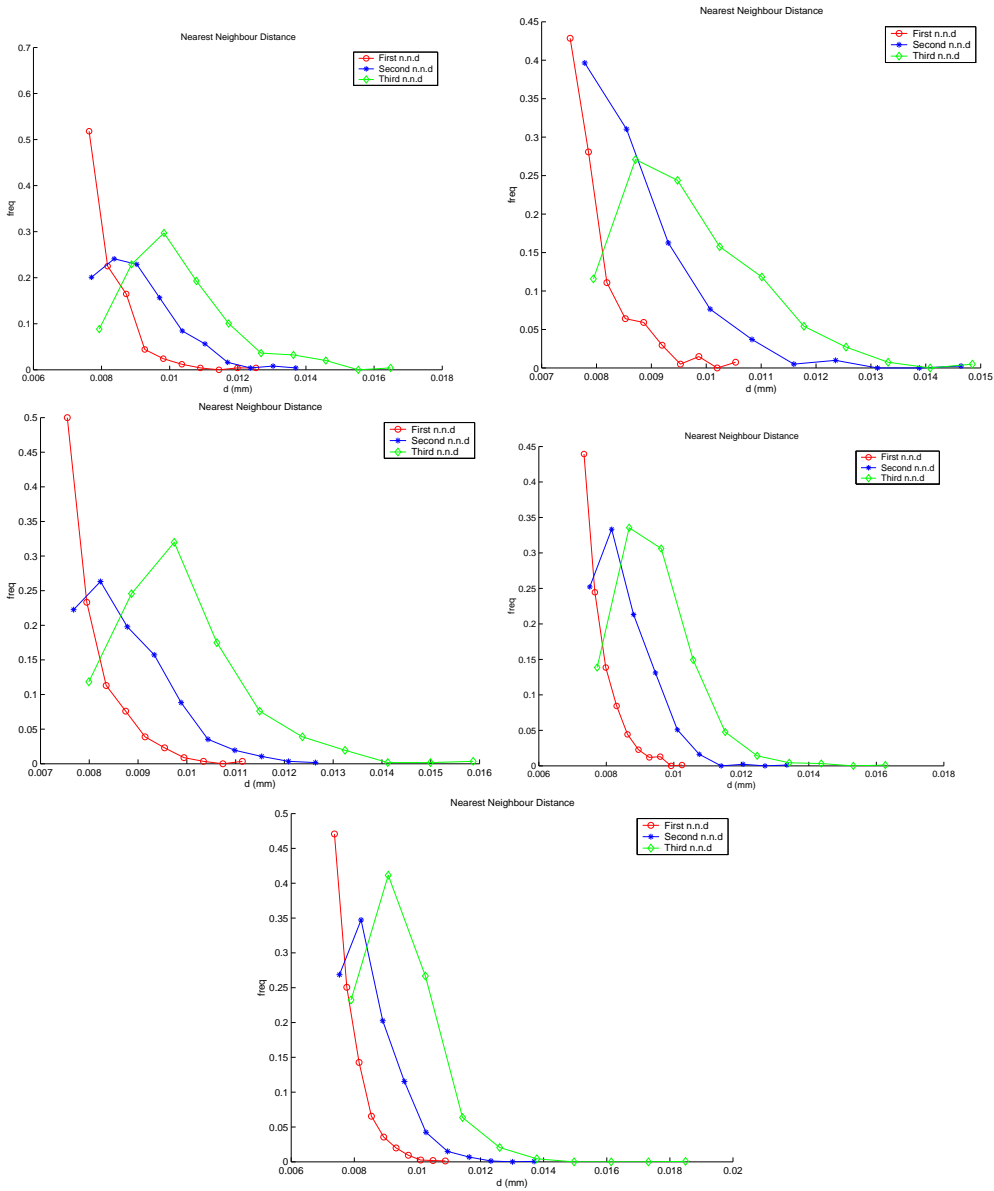 Nearest Neighbour Distance
First n.n.d
Second n.n.d
Third n.n.d
0.7
0.6
0.5
0.4
0.3
0.2
0.1
0
freq
0.006 0.008 0.01 0.012 0.014 0.016 0.018
d (mm)
Nearest Neighbour Distance
First n.n.d
Second n.n.d
Third n.n.d
0.45
0.4
0.35
0.3
0.25
0.2
0.15
0.1
0.05
0
freq
0.007 0.008 0.009 0.01 0.011 0.012 0.013 0.014 0.015
d (mm)
Nearest Neighbour Distance
First n.n.d
Second n.n.d
Third n.n.d
0.5
0.45
0.4
0.35
0.3
0.25
0.2
0.15
0.1
0.05
0
freq
0.007 0.008 0.009 0.01 0.011 0.012 0.013 0.014 0.015 0.016
d (mm)
Nearest Neighbour Distance
First n.n.d
Second n.n.d
Third n.n.d
0.45
0.4
0.35
0.3
0.25
0.2
0.15
0.1
0.05
0
freq
0.006 0.008 0.01 0.012 0.014 0.016 0.018
d (mm)
Nearest Neighbour Distance
First n.n.d
Second n.n.d
Third n.n.d
0.5
0.45
0.4
0.35
0.3
0.25
0.2
0.15
0.1
0.05
0
freq
0.006 0.008 0.01 0.012 0.014 0.016 0.018 0.02
d (mm)